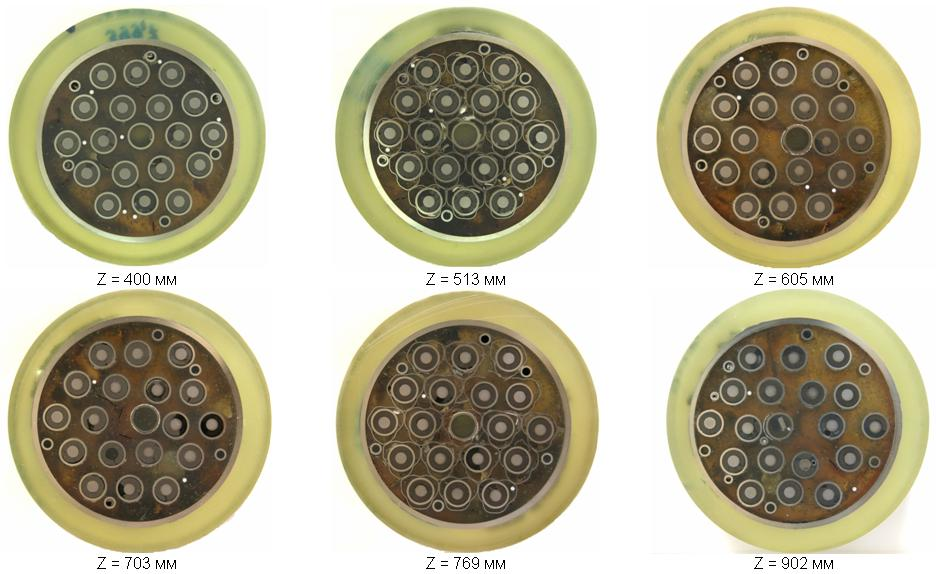 Z = 400 мм
Z = 513 мм
Z = 605 мм
Z = 703 мм
Z = 769 мм
Z = 902 мм